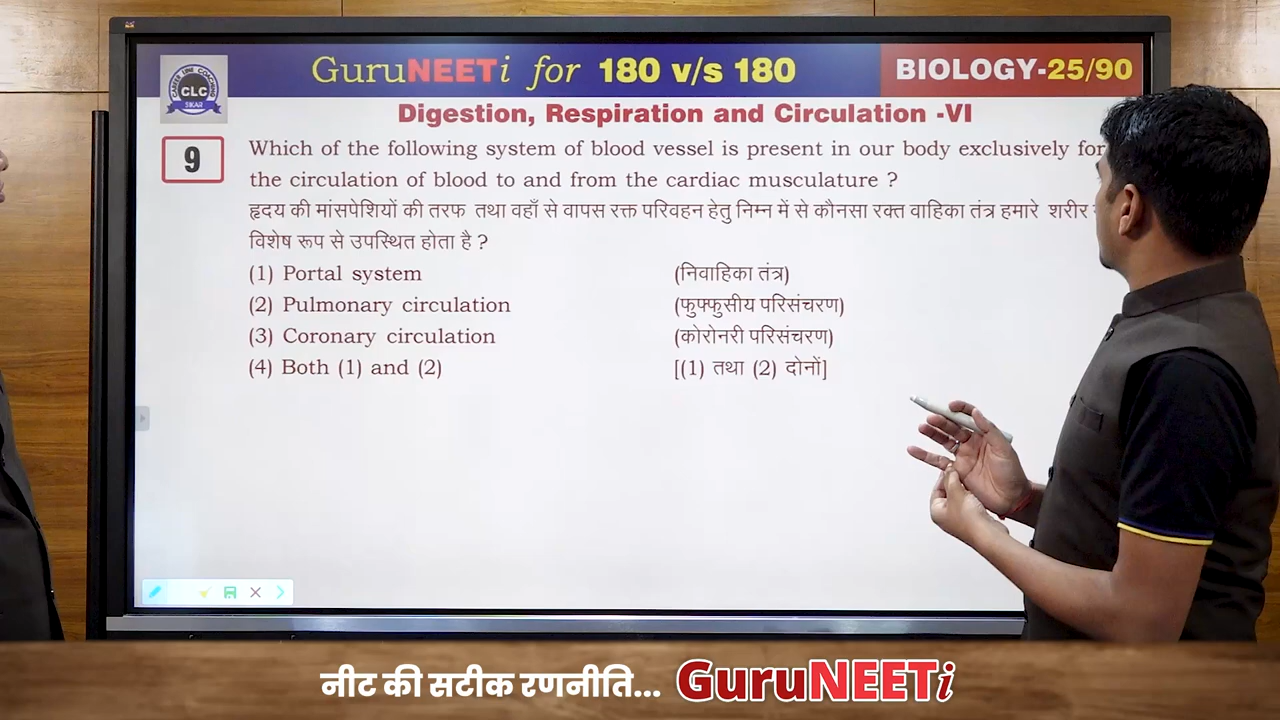 GuruNEETi for 180 v/s 180
BIOLOGY-25/90
CAREER LINE COACHING
CLC
SIKAR
Digestion, Respiration and Circulation -VI
9
Which of the following system of blood vessel is present in our body exclusively for
the circulation of blood to and from the cardiac musculature ?
हृदय की मांसपेशियों की तरफ तथा वहाँ से वापस रक्त परिवहन हेतु निम्न में से कौनसा रक्त वाहिका तंत्र हमारे शरीर
विशेष रूप से उपस्थित होता है ?
(1) Portal system (निवाहिका तंत्र)
(2) Pulmonary circulation (फुफ्फुसीय परिसंचरण)
(3) Coronary circulation (कोरोनरी परिसंचरण)
(4) Both (1) and (2) [(1) तथा (2) दोनों]
नीट की सटीक रणनीति... GuruNEETi